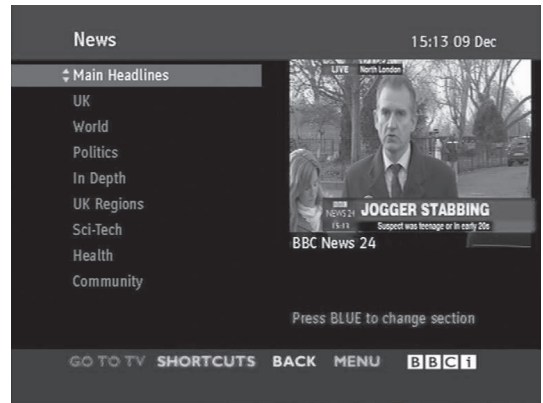 News
15:13 09 Dec
Main Headlines
UK
World
Politics
In Depth
UK Regions
Sci-Tech
Health
Community
LIVE North London
BBC
NEWS 24
15:13
JOGGER STABBING
Suspect was teenage or in early 20s
BBC News 24
Press BLUE to change section
GO TO TV SHORTCUTS BACK MENU BBCi